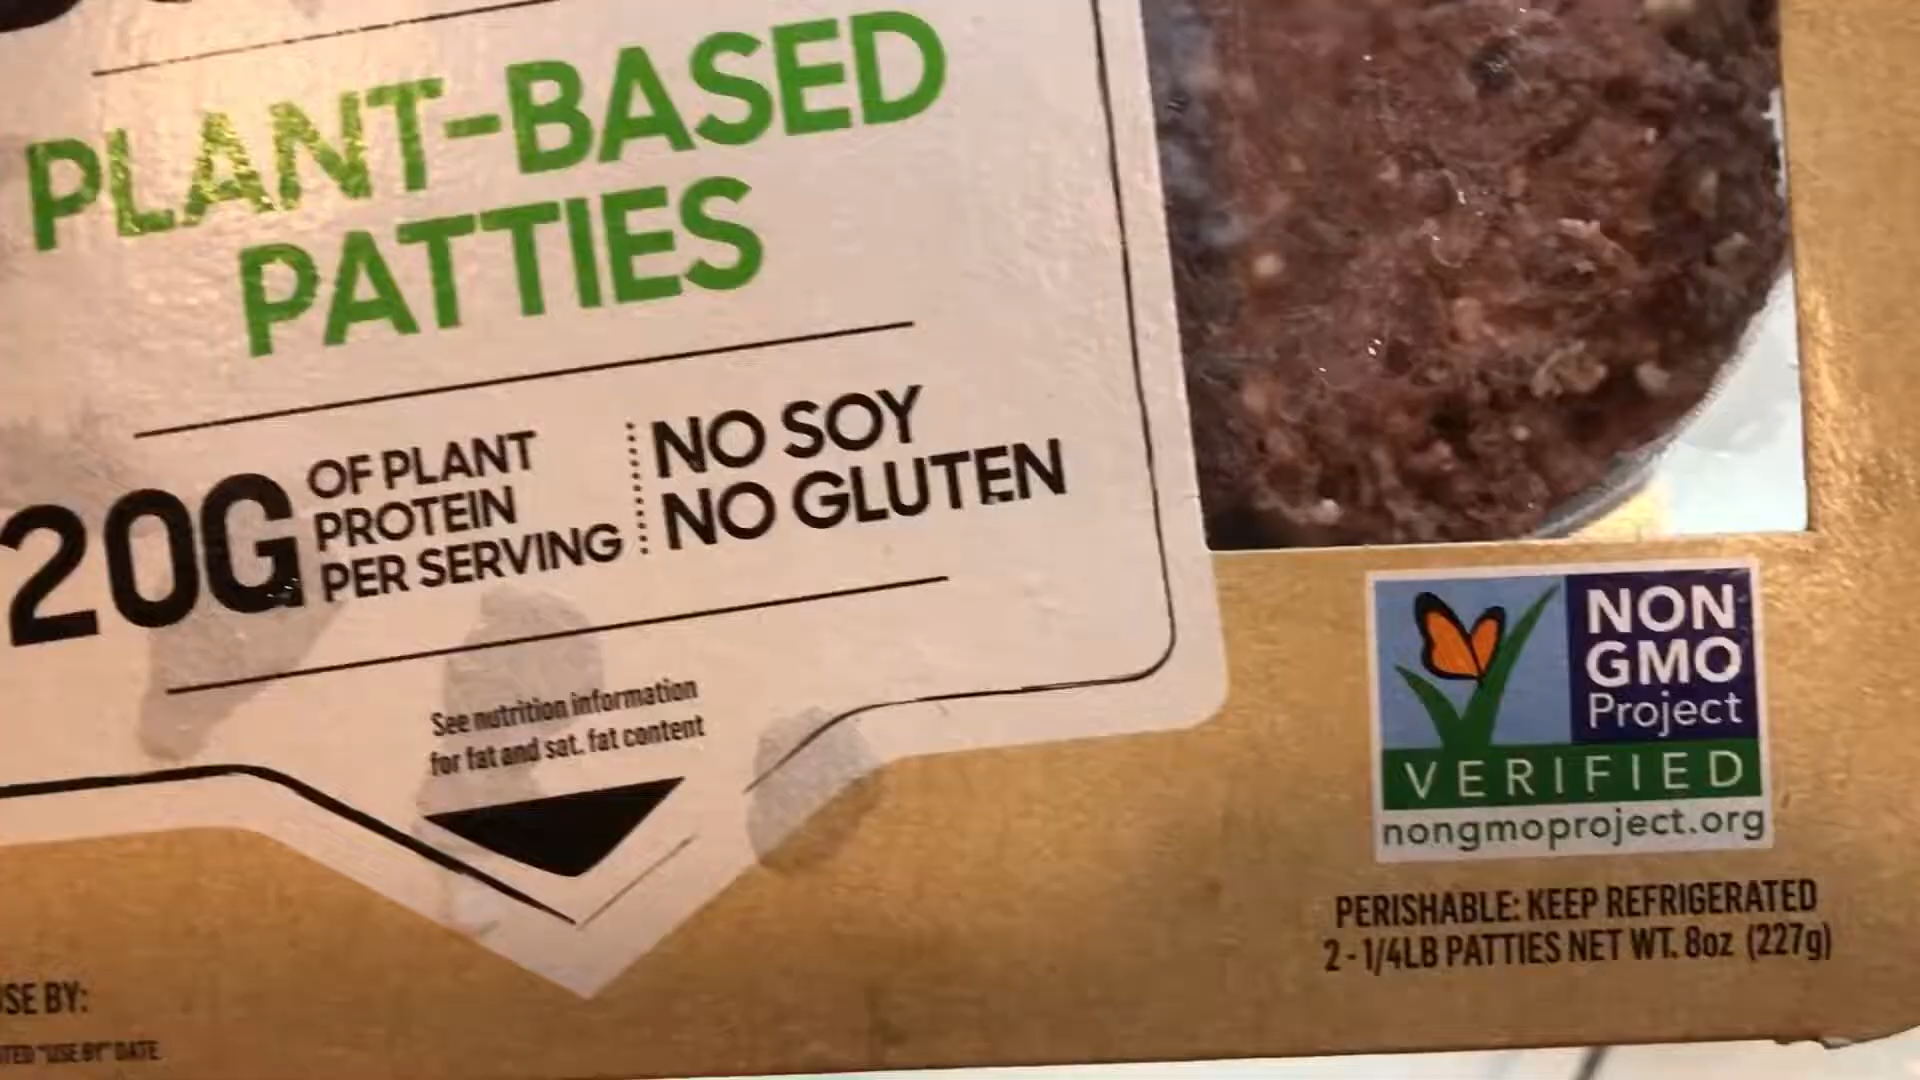 PLANT-BASED
PATTIES
20G
OF PLANT
PROTEIN
PER SERVING
NO SOY
NO GLUTEN
See nutrition information
for fat and sat. fat content
NON
GMO
Project
VERIFIED
nongmoproject.org
PERISHABLE: KEEP REFRIGERATED
2 - 1/4LB PATTIES NET WT. 8oz (227g)
BY:
"USE BY" DATE